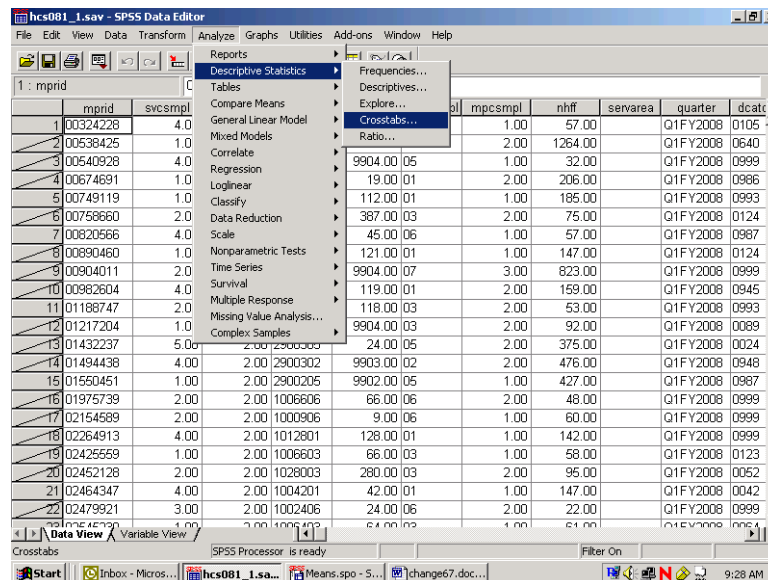 hcs081_1.sav - SPSS Data Editor
File Edit View Data Transform Analyze Graphs Utilities Add-ons Window Help
1 : mprid
Reports
Descriptive Statistics
Tables
Compare Means
General Linear Model
Mixed Models
Correlate
Regression
Loglinear
Classify
Data Reduction
Scale
Nonparametric Tests
Time Series
Survival
Multiple Response
Missing Value Analysis...
Complex Samples
Frequencies...
Descriptives...
Explore...
Crosstabs...
Ratio...
mprid svcsmpl mpcsmpl nhff servarea quarter dcatc
1 00324228 4.0 1.00 57.00 Q1FY2008 0105
2 00538425 1.0 2.00 1264.00 Q1FY2008 0640
3 00540928 4.0 9904.00 05 1.00 32.00 Q1FY2008 0999
4 00674691 1.0 19.00 01 2.00 206.00 Q1FY2008 0986
5 00749119 1.0 112.00 01 1.00 185.00 Q1FY2008 0993
6 00758660 2.0 387.00 03 2.00 75.00 Q1FY2008 0124
7 00820566 4.0 45.00 06 1.00 57.00 Q1FY2008 0987
8 00890460 1.0 121.00 01 1.00 147.00 Q1FY2008 0124
9 00904011 2.0 9904.00 07 3.00 823.00 Q1FY2008 0999
10 00982604 4.0 119.00 01 2.00 159.00 Q1FY2008 0945
11 01188747 2.0 118.00 03 2.00 53.00 Q1FY2008 0993
12 01217204 1.0 9904.00 03 2.00 92.00 Q1FY2008 0089
13 01432237 5.00 2.00 2900305 24.00 05 2.00 375.00 Q1FY2008 0024
14 01494438 4.00 2.00 2900302 9903.00 02 2.00 476.00 Q1FY2008 0948
15 01550451 1.00 2.00 2900205 9902.00 05 1.00 427.00 Q1FY2008 0987
16 01975739 2.00 2.00 1006606 66.00 06 2.00 48.00 Q1FY2008 0999
17 02154589 2.00 2.00 1000906 9.00 06 1.00 60.00 Q1FY2008 0999
18 02264913 4.00 2.00 1012801 128.00 01 1.00 142.00 Q1FY2008 0999
19 02425559 1.00 2.00 1006603 66.00 03 1.00 58.00 Q1FY2008 0123
20 02452128 2.00 2.00 1028003 280.00 03 2.00 95.00 Q1FY2008 0052
21 02464347 4.00 2.00 1004201 42.00 01 1.00 147.00 Q1FY2008 0042
22 02479921 3.00 2.00 1002406 24.00 06 2.00 22.00 Q1FY2008 0999
Data View Variable View
Crosstabs SPSS Processor is ready Filter On
Start Inbox - Micros... hcs081_1.sa... Means.spo - S... change67.doc... 9:28 AM